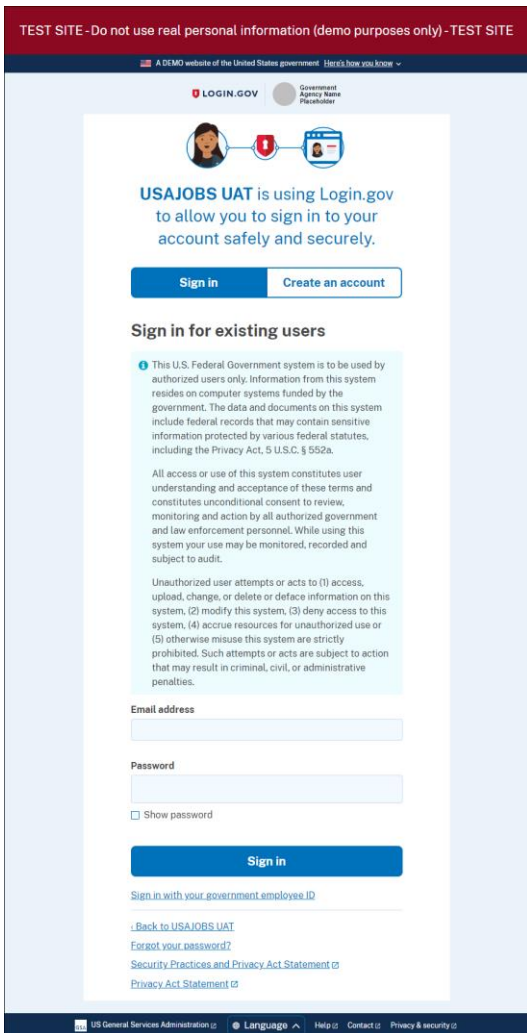 TEST SITE - Do not use real personal information (demo purposes only) - TEST SITE
A DEMO website of the United States government Here's how you know
LOGIN.GOV
Government
Agency Name
Placeholder
USAJOBS UAT is using Login.gov
to allow you to sign in to your
account safely and securely.
Sign in
Create an account
Sign in for existing users
This U.S. Federal Government system is to be used by
authorized users only. Information from this system
resides on computer systems funded by the
government. The data and documents on this system
include federal records that may contain sensitive
information protected by various federal statutes,
including the Privacy Act, 5 U.S.C. § 552a.
All access or use of this system constitutes user
understanding and acceptance of these terms and
constitutes unconditional consent to review,
monitoring and action by all authorized government
and law enforcement personnel. While using this
system your use may be monitored, recorded and
subject to audit.
Unauthorized user attempts or acts to (1) access,
upload, change, or delete or deface information on this
system, (2) modify this system, (3) deny access to this
system, (4) accrue resources for unauthorized use or
(5) otherwise misuse this system are strictly
prohibited. Such attempts or acts are subject to action
that may result in criminal, civil, or administrative
penalties.
Email address
Password
Show password
Sign in
Sign in with your government employee ID
‹ Back to USAJOBS UAT
Forgot your password?
Security Practices and Privacy Act Statement
Privacy Act Statement
GSA US General Services Administration Language Help Contact Privacy & security